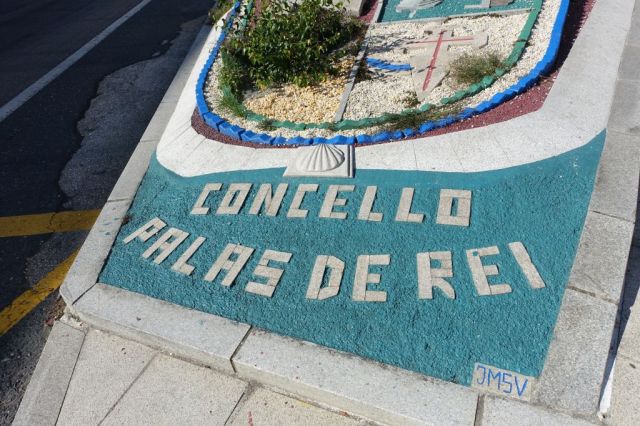 CONCELLO
PALAS DE REI
JMSV